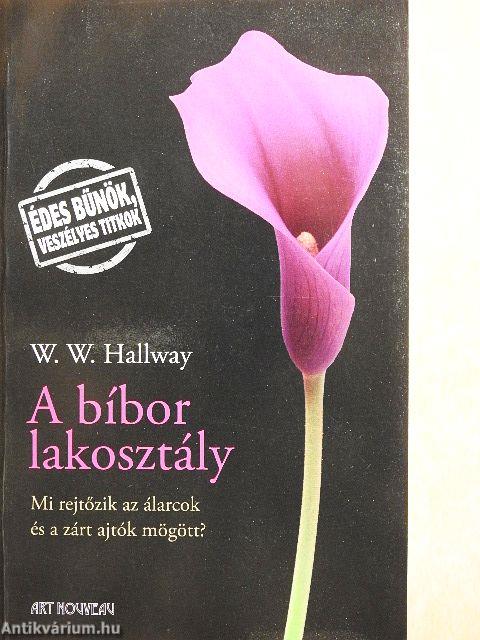 ÉDES BŰNÖK,
VESZÉLYES TITKOK
W. W. Hallway
A bíbor
lakosztály
Mi rejtőzik az álarcok
és a zárt ajtók mögött?
ART NOUVEAU
Antikvárium.hu